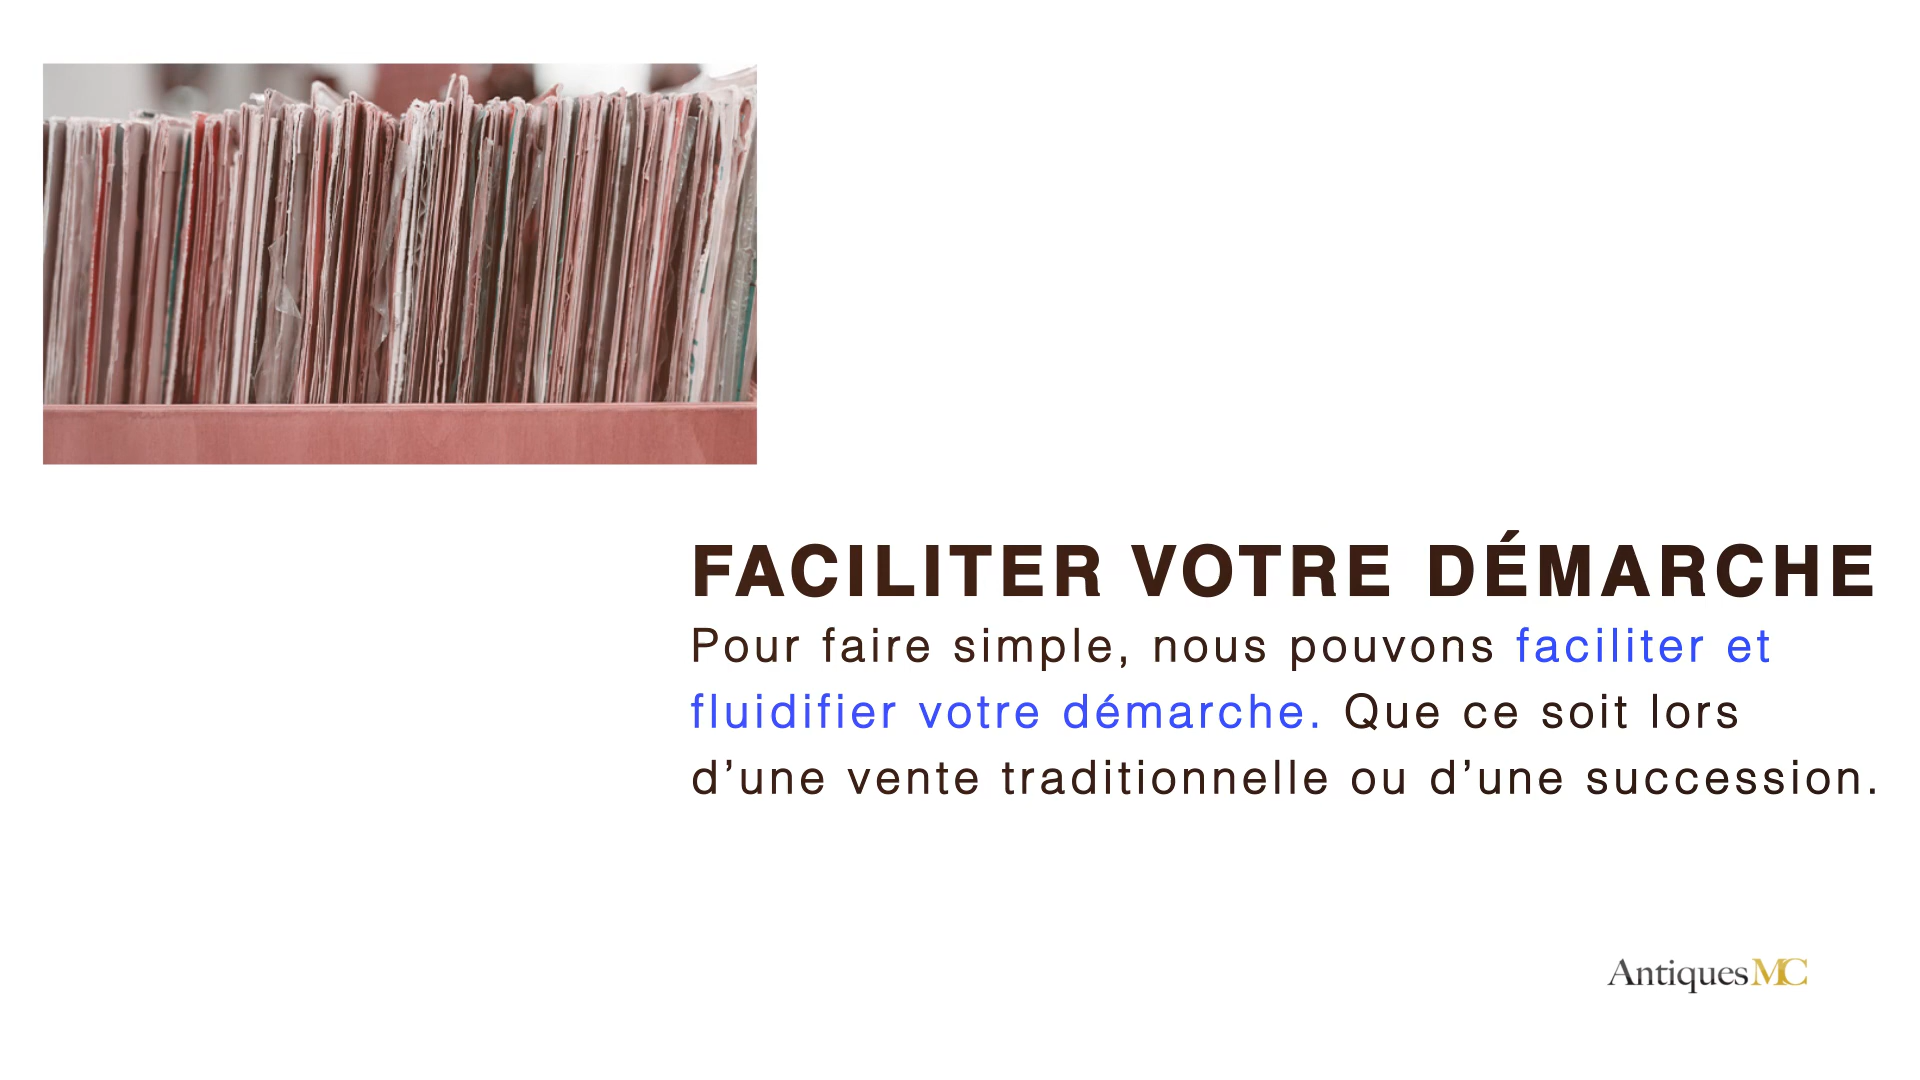 FACILITER VOTRE DÉMARCHE
Pour faire simple, nous pouvons faciliter et
fluidifier votre démarche. Que ce soit lors
d’une vente traditionnelle ou d’une succession.
AntiquesMC